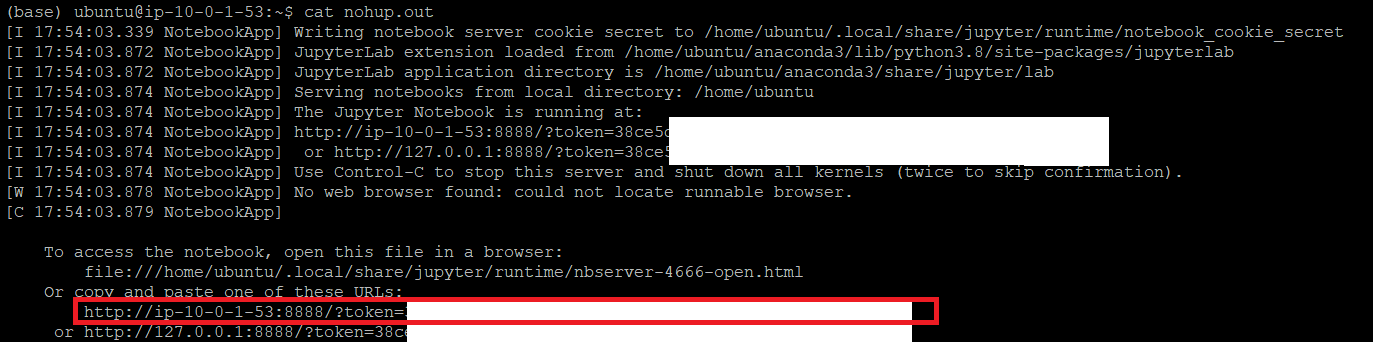 (base) ubuntu@ip-10-0-1-53:~$ cat nohup.out
[I 17:54:03.339 NotebookApp] Writing notebook server cookie secret to /home/ubuntu/.local/share/jupyter/runtime/notebook_cookie_secret
[I 17:54:03.872 NotebookApp] JupyterLab extension loaded from /home/ubuntu/anaconda3/lib/python3.8/site-packages/jupyterlab
[I 17:54:03.872 NotebookApp] JupyterLab application directory is /home/ubuntu/anaconda3/share/jupyter/lab
[I 17:54:03.874 NotebookApp] Serving notebooks from local directory: /home/ubuntu
[I 17:54:03.874 NotebookApp] The Jupyter Notebook is running at:
[I 17:54:03.874 NotebookApp] http://ip-10-0-1-53:8888/?token=38ce5
[I 17:54:03.874 NotebookApp]  or http://127.0.0.1:8888/?token=38ce5
[I 17:54:03.874 NotebookApp] Use Control-C to stop this server and shut down all kernels (twice to skip confirmation).
[W 17:54:03.878 NotebookApp] No web browser found: could not locate runnable browser.
[C 17:54:03.879 NotebookApp]
To access the notebook, open this file in a browser:
file:///home/ubuntu/.local/share/jupyter/runtime/nbserver-4666-open.html
Or copy and paste one of these URLs:
http://ip-10-0-1-53:8888/?token=
or http://127.0.0.1:8888/?token=38c